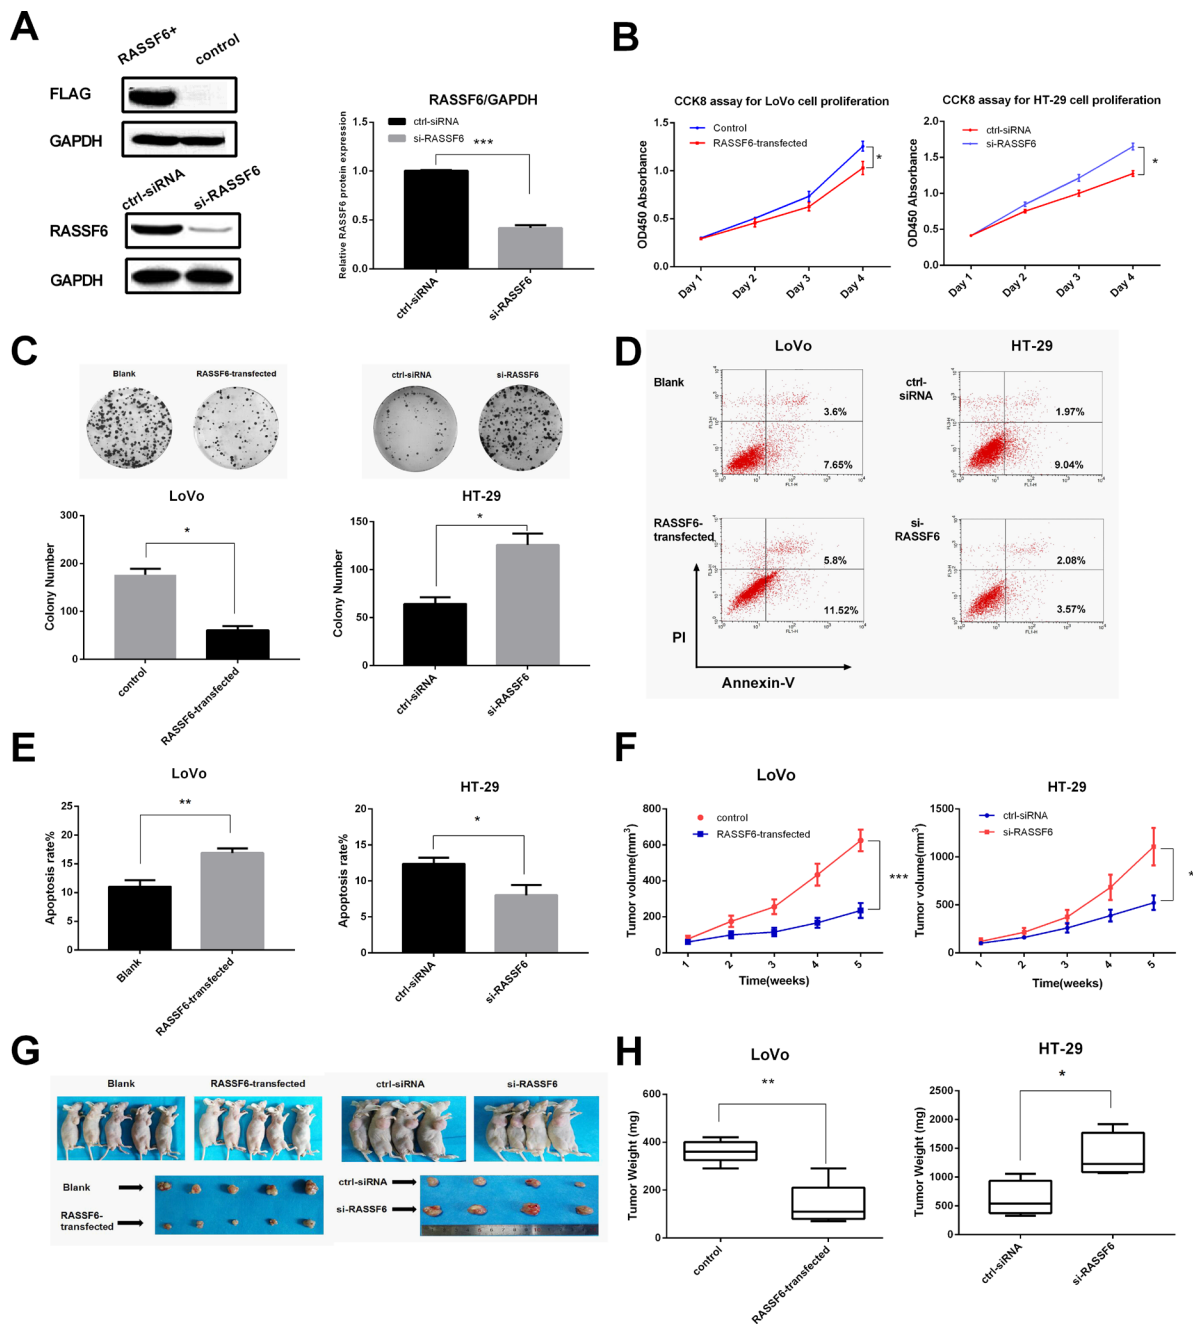 A
RASSF6+ control
FLAG
GAPDH
ctrl-siRNA si-RASSF6
RASSF6
GAPDH
RASSF6/GAPDH
ctrl-siRNA
si-RASSF6
***
Relative RASSF6 protein expression
1.5
1.0
0.5
0.0
ctrl-siRNA
si-RASSF6
B
CCK8 assay for LoVo cell proliferation
Control
RASSF6-transfected
*
OD450 Absorbance
1.5
1.0
0.5
0.0
Day 1 Day 2 Day 3 Day 4
CCK8 assay for HT-29 cell proliferation
ctrl-siRNA
si-RASSF6
*
OD450 Absorbance
2.0
1.5
1.0
0.5
0.0
Day 1 Day 2 Day 3 Day 4
C
Blank RASSF6-transfected
ctrl-siRNA si-RASSF6
LoVo
*
Colony Number
300
200
100
0
control
RASSF6-transfected
HT-29
*
Colony Number
150
100
50
0
ctrl-siRNA
si-RASSF6
D
LoVo HT-29
Blank
3.6%
7.65%
ctrl-
siRNA
1.97%
9.04%
RASSF6-
transfected
5.8%
11.52%
si-
RASSF6
2.08%
3.57%
FL1-H
PI
Annexin-V
E
LoVo
**
Apoptosis rate%
25
20
15
10
5
0
Blank
RASSF6-transfected
HT-29
*
Apoptosis rate%
15
10
5
0
ctrl-siRNA
si-RASSF6
F
LoVo
control
RASSF6-transfected
***
Tumor volume(mm3)
800
600
400
200
0
1 2 3 4 5
Time(weeks)
HT-29
ctrl-siRNA
si-RASSF6
*
Tumor volume(mm3)
1500
1000
500
0
1 2 3 4 5
Time(weeks)
G
Blank RASSF6-transfected ctrl-siRNA si-RASSF6
Blank
RASSF6-
transfected
ctrl-siRNA
si-RASSF6
H
LoVo
**
Tumor Weight (mg)
600
400
200
0
control
RASSF6-transfected
HT-29
*
Tumor Weight (mg)
2500
2000
1500
1000
500
0
ctrl-siRNA
si-RASSF6